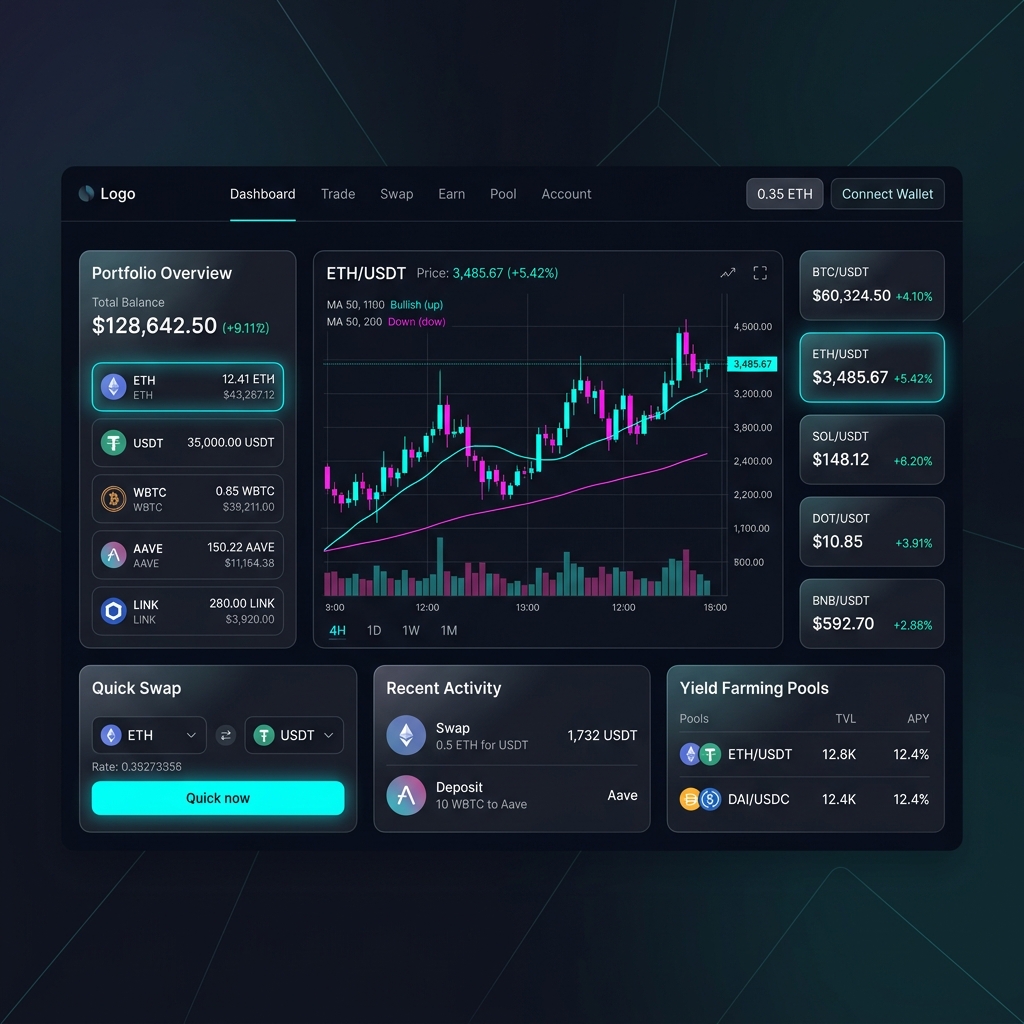 Logo
Dashboard Trade Swap Earn Pool Account
0.35 ETH
Connect Wallet
Portfolio Overview
Total Balance
$128,642.50
ETH 12.41 ETH
ETH $43,267.12
USDT 35,000.00 USDT
WBTC 0.85 WBTC
WBTC $39,211.00
AAVE 150.22 AAVE
AAVE $11,164.38
LINK 280.00 LINK
LINK $3,920.00
ETH/USDT Price: 3,485.67 (+5.42%)
MA 50, 1100 Bullish (up)
MA 50, 200 Down (dow)
4,500.00
3,485.67
3,200.00
3,800.00
2,400.00
2,200.00
1,100.00
12:00 12:00
4H 1D 1W 1M
BTC/USDT
$60,324.50 +4.10%
ETH/USDT
$3,485.67 +5.42%
SOL/USDT
$148.12 +6.20%
DOT/USDT
$10.85 +3.91%
BNB/USDT
$592.70 +2.88%
Quick Swap
ETH USDT
Rate:
Quick now
Recent Activity
Swap
0.5 ETH for USDT
1,732 USDT
Deposit
10 WBTC to Aave
Aave
Yield Farming Pools
Pools TVL APY
ETH/USDT 12.8K 12.4%
DAI/USDC 12.4K 12.4%